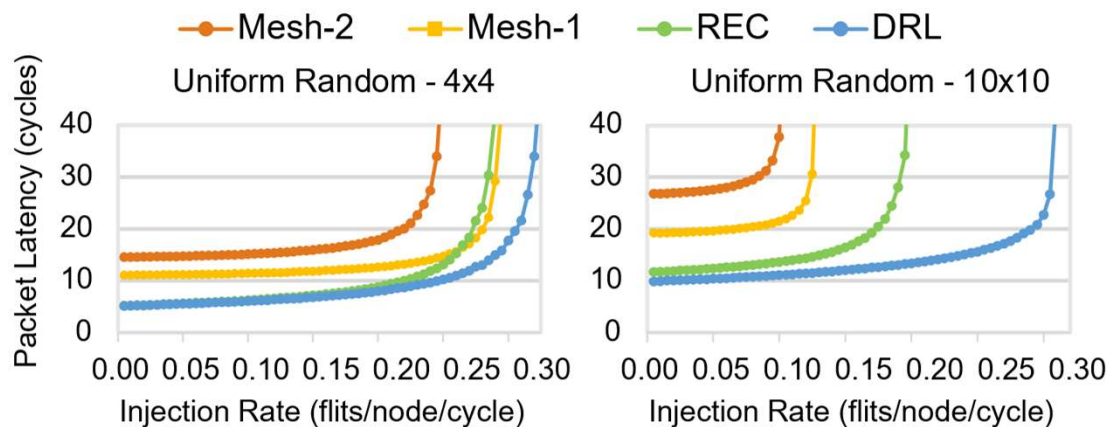 Mesh-2 Mesh-1 REC DRL
Uniform Random - 4x4
Packet Latency (cycles)
40
30
20
10
0
0.00 0.05 0.10 0.15 0.20 0.25 0.30
Injection Rate (flits/node/cycle)
Uniform Random - 10x10
40
30
20
10
0
0.00 0.05 0.10 0.15 0.20 0.25 0.30
Injection Rate (flits/node/cycle)